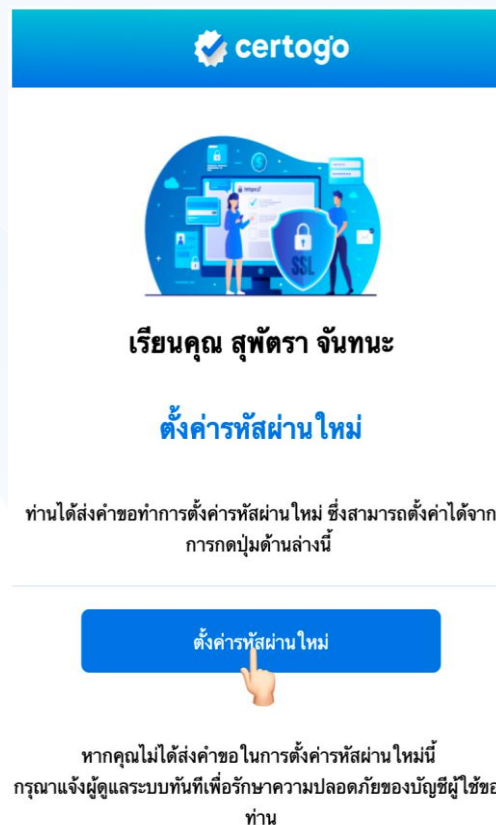 certogo
https://
SSL
เรียนคุณ สุพัตรา จันทนะ
ตั้งค่ารหัสผ่านใหม่
ท่านได้ส่งคำขอทำการตั้งค่ารหัสผ่านใหม่ ซึ่งสามารถตั้งค่าได้จาก
การกดปุ่มด้านล่างนี้
ตั้งค่ารหัสผ่านใหม่
หากคุณไม่ได้ส่งคำขอในการตั้งค่ารหัสผ่านใหม่นี้
กรุณาแจ้งผู้ดูแลระบบทันทีเพื่อรักษาความปลอดภัยของบัญชีผู้ใช้ขอ
ท่าน